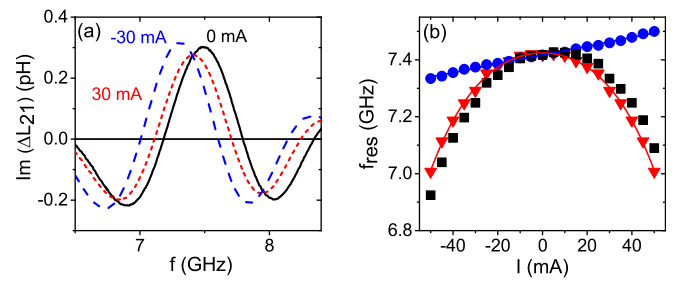 (a)
-30 mA
0 mA
30 mA
0.4
0.2
0.0
-0.2
Im (ΔL21) (pH)
7
8
f (GHz)
(b)
7.4
7.2
7.0
6.8
fres (GHz)
-40
-20
0
20
40
I (mA)